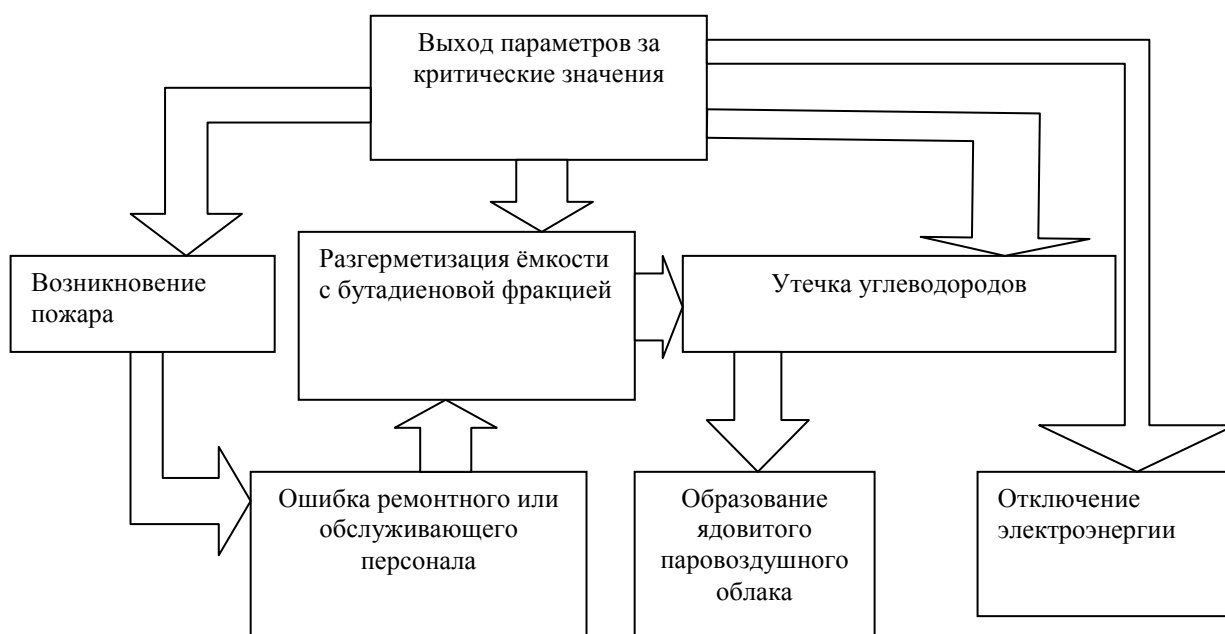 Выход параметров за
критические значения
Возникновение
пожара
Разгерметизация ёмкости
с бутадиеновой фракцией
Утечка углеводородов
Ошибка ремонтного или
обслуживающего
персонала
Образование
ядовитого
паровоздушного
облака
Отключение
электроэнергии